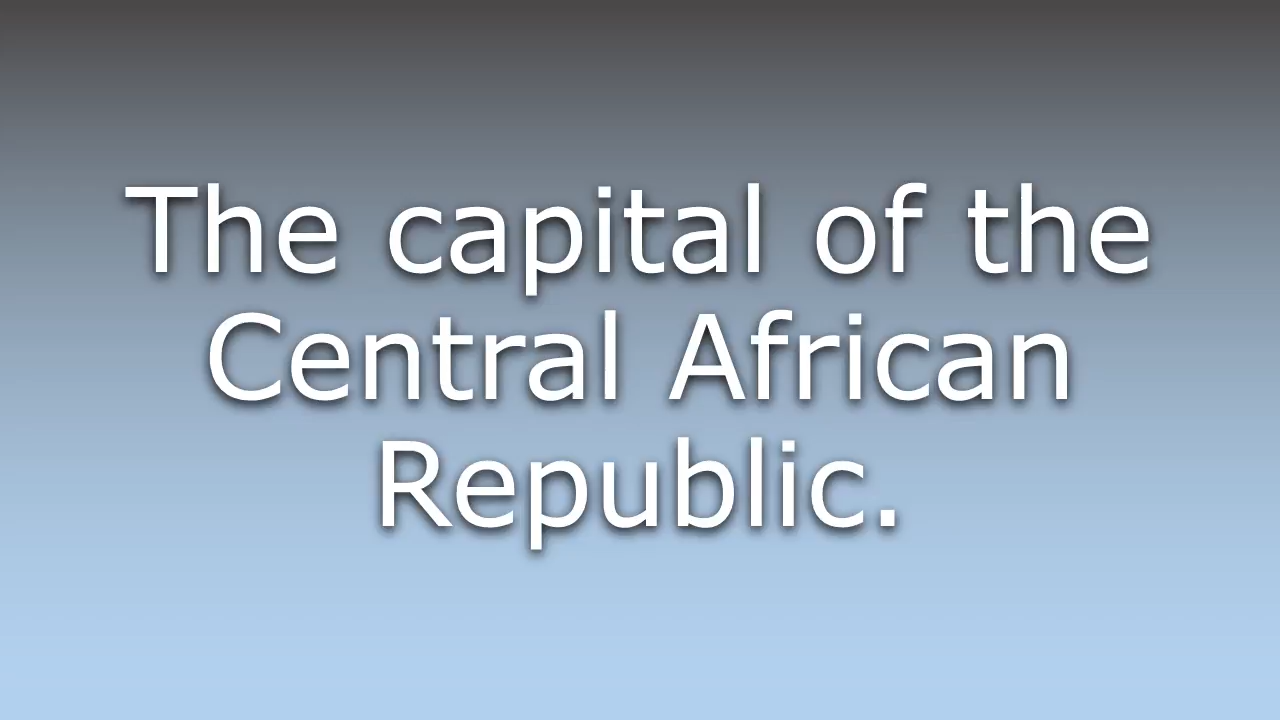 The capital of the
Central African
Republic.